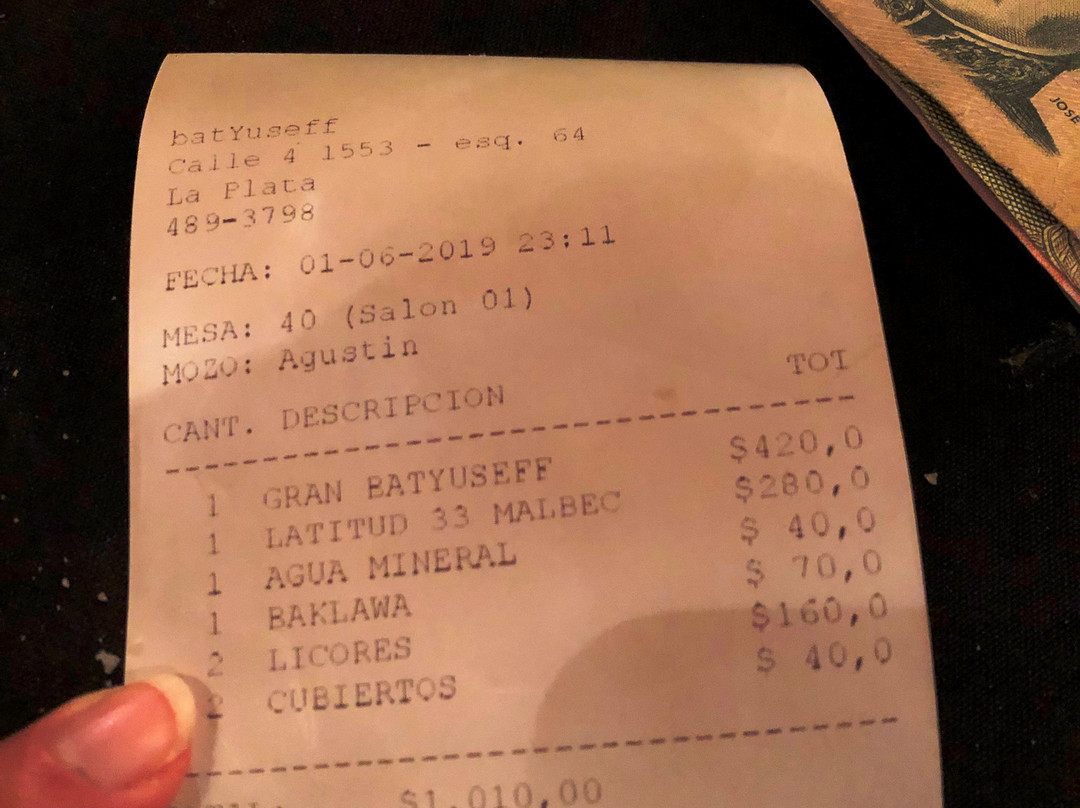 batYuseff
Calle 4 1553 - esq. 64
La Plata
489-3798
FECHA: 01-06-2019 23:11
MESA: 40 (Salon 01)
MOZO: Agustin
CANT. DESCRIPCION TOT
1 GRAN BATYUSEFF $420,0
1 LATITUD 33 MALBEC $280,0
1 AGUA MINERAL $ 40,0
1 BAKLAWA $ 70,0
2 LICORES $160,0
2 CUBIERTOS $ 40,0
TAL: $1.010,00
JOSE